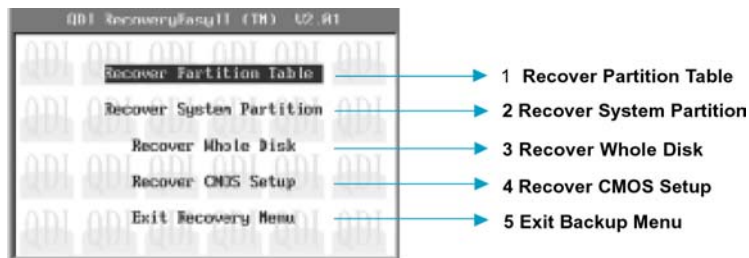 QDI RecoveryEasyII (TM) V2.01
Recover Partition Table
Recover System Partition
Recover Whole Disk
Recover CMOS Setup
Exit Recovery Menu
1 Recover Partition Table
2 Recover System Partition
3 Recover Whole Disk
4 Recover CMOS Setup
5 Exit Backup Menu